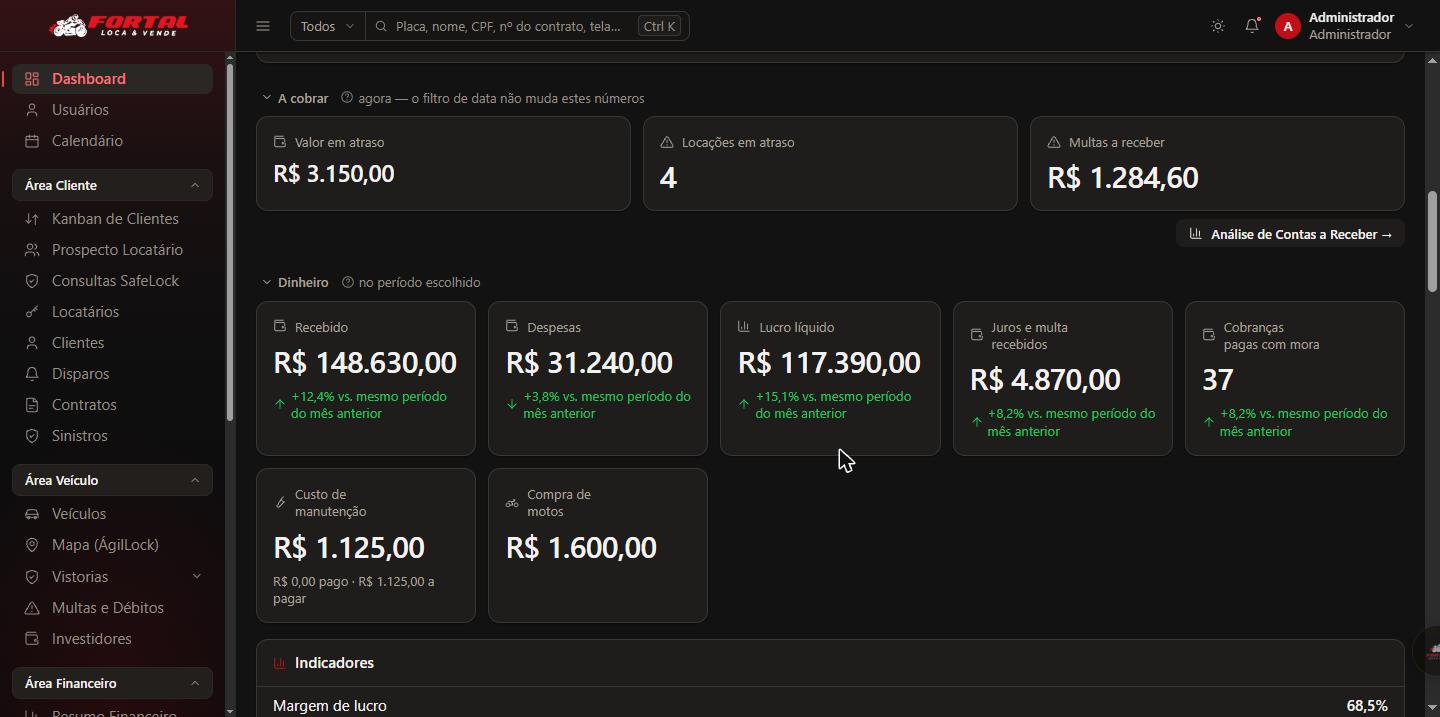 FORTAL
LOCA & VENDE
Todos
Placa, nome, CPF, nº do contrato, tela...
Ctrl K
A
Administrador
Administrador
Dashboard
Usuários
Calendário
Área Cliente
Kanban de Clientes
Prospecto Locatário
Consultas SafeLock
Locatários
Clientes
Disparos
Contratos
Sinistros
Área Veículo
Veículos
Mapa (ÁgilLock)
Vistorias
Multas e Débitos
Investidores
Área Financeiro
Resumo Financeiro
A cobrar
agora — o filtro de data não muda estes números
Valor em atraso
R$ 3.150,00
Locações em atraso
4
Multas a receber
R$ 1.284,60
Análise de Contas a Receber →
Dinheiro
no período escolhido
Recebido
R$ 148.630,00
+12,4% vs. mesmo período
do mês anterior
Despesas
R$ 31.240,00
+3,8% vs. mesmo período do
mês anterior
Lucro líquido
R$ 117.390,00
+15,1% vs. mesmo período
do mês anterior
Juros e multa
recebidos
R$ 4.870,00
+8,2% vs. mesmo período do
mês anterior
Cobranças
pagas com mora
37
+8,2% vs. mesmo período do
mês anterior
Custo de
manutenção
R$ 1.125,00
R$ 0,00 pago · R$ 1.125,00 a
pagar
Compra de
motos
R$ 1.600,00
Indicadores
Margem de lucro
68,5%